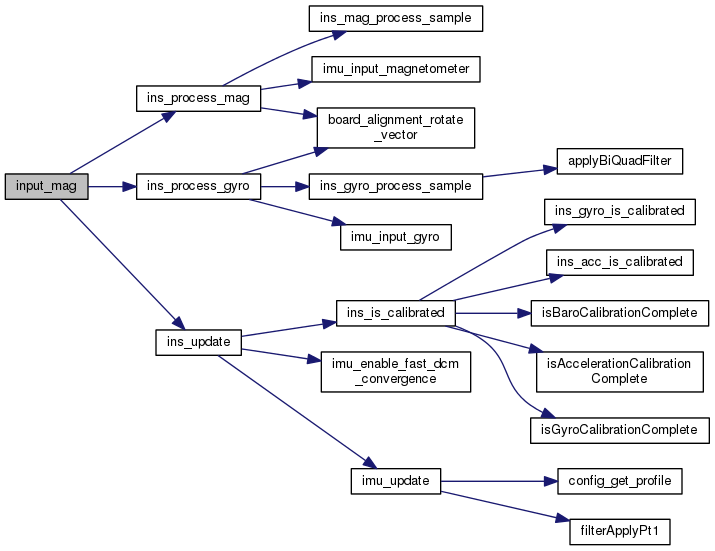 ins_mag_process_sample
imu_input_magnetometer
ins_process_mag
board_alignment_rotate
_vector
applyBiQuadFilter
input_mag
ins_process_gyro
ins_gyro_process_sample
ins_gyro_is_calibrated
imu_input_gyro
ins_acc_is_calibrated
ins_is_calibrated
isBaroCalibrationComplete
ins_update
imu_enable_fast_dcm
_convergence
isAccelerationCalibration
Complete
isGyroCalibrationComplete
imu_update
config_get_profile
filterApplyPt1